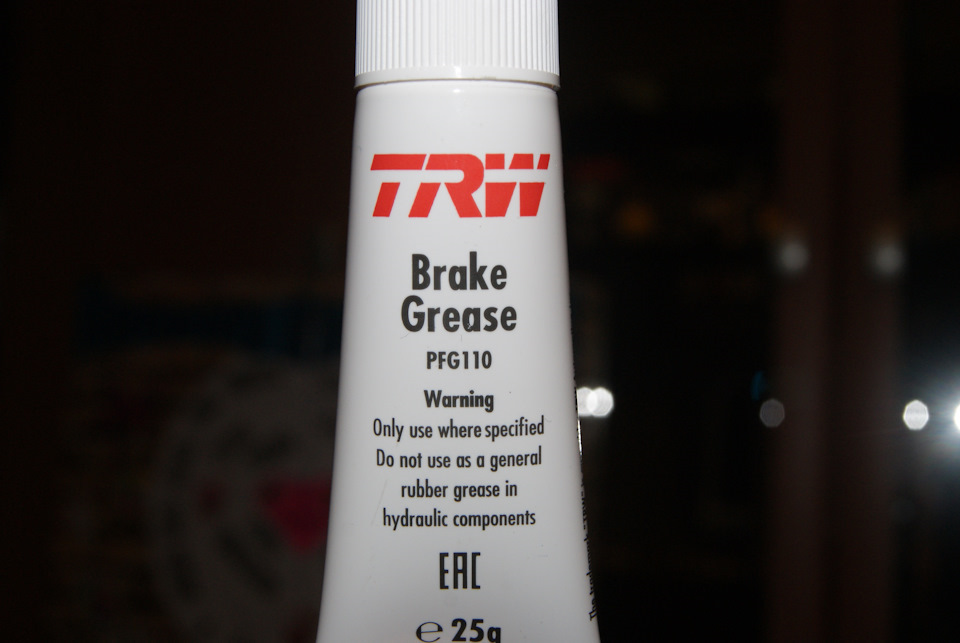 TRW
Brake
Grease
PFG110
Warning
Only use where specified
Do not use as a general
rubber grease in
hydraulic components
EAC
℮ 25g